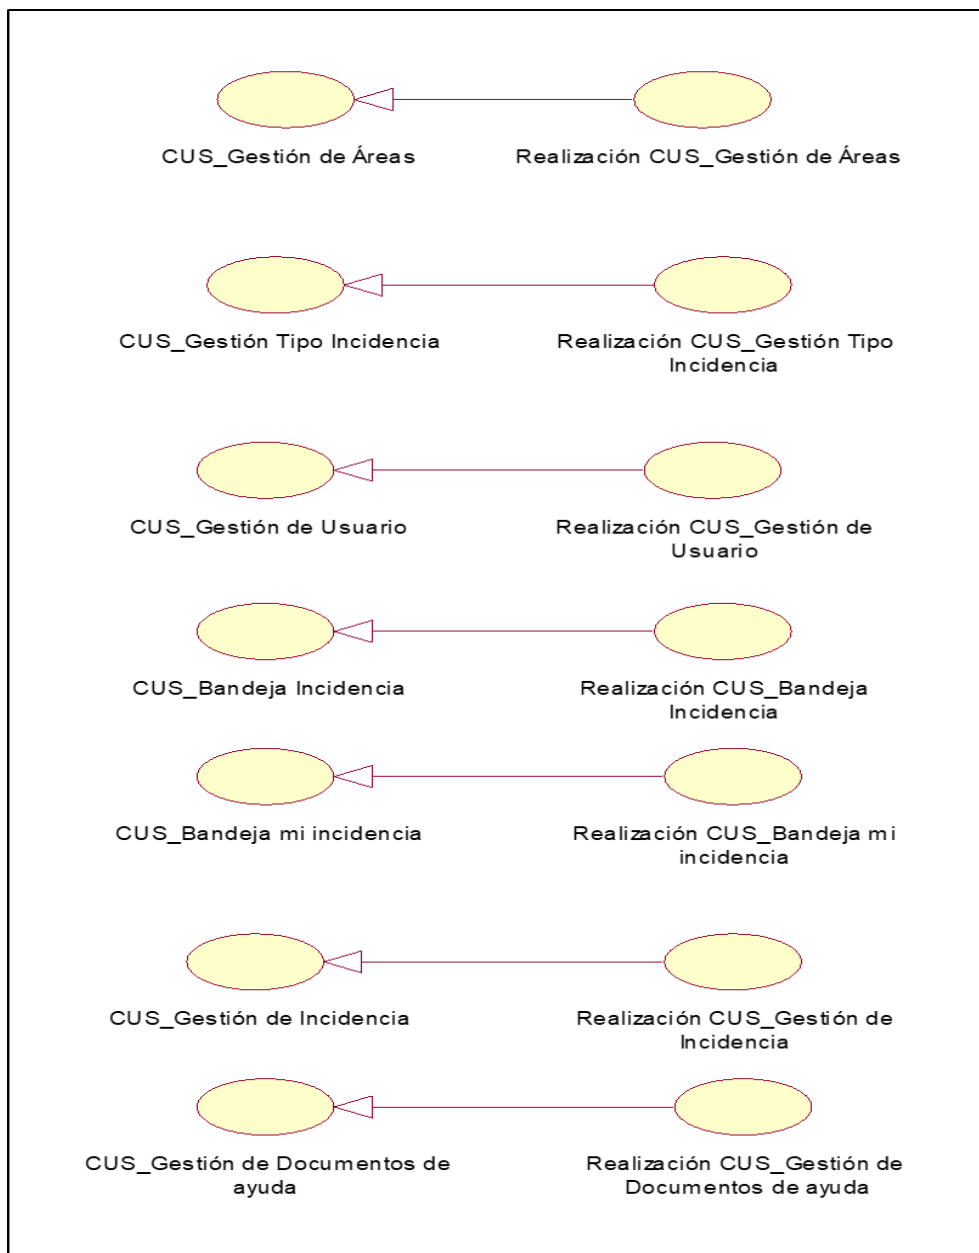 CUS_Gestión de Áreas
Realización CUS_Gestión de Áreas
CUS_Gestión Tipo Incidencia
Realización CUS_Gestión Tipo
Incidencia
CUS_Gestión de Usuario
Realización CUS_Gestión de
Usuario
CUS_Bandeja Incidencia
Realización CUS_Bandeja
Incidencia
CUS_Bandeja mi incidencia
Realización CUS_Bandeja mi
incidencia
CUS_Gestión de Incidencia
Realización CUS_Gestión de
Incidencia
CUS_Gestión de Documentos de
ayuda
Realización CUS_Gestión de
Documentos de ayuda